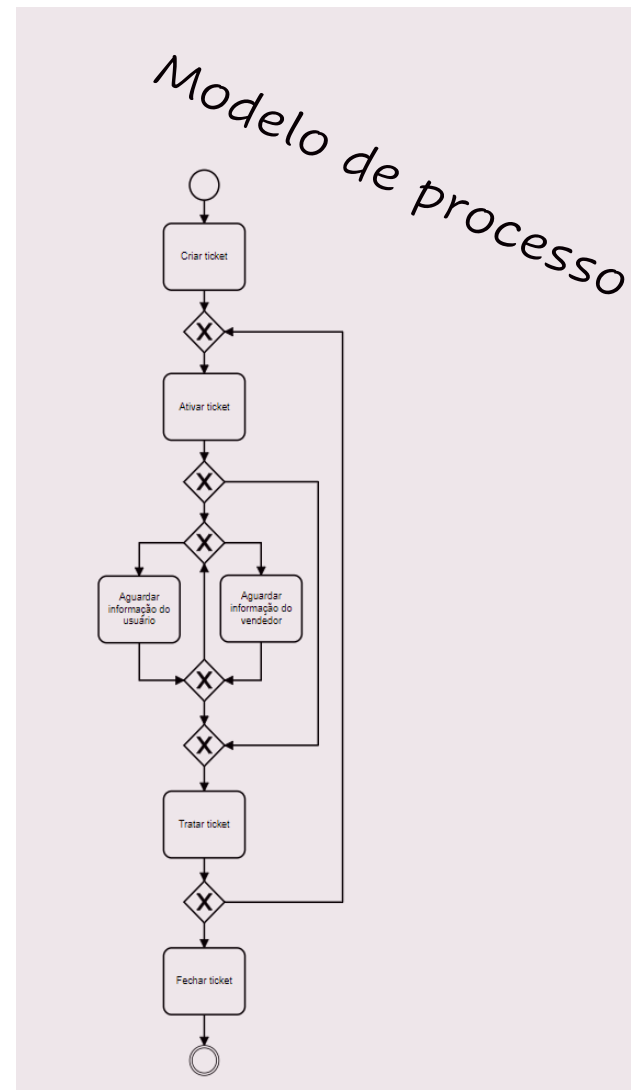 Modelo de processo
Criar ticket
Ativar ticket
Aguardar
informação do
usuário
Aguardar
informação do
vendedor
Tratar ticket
Fechar ticket